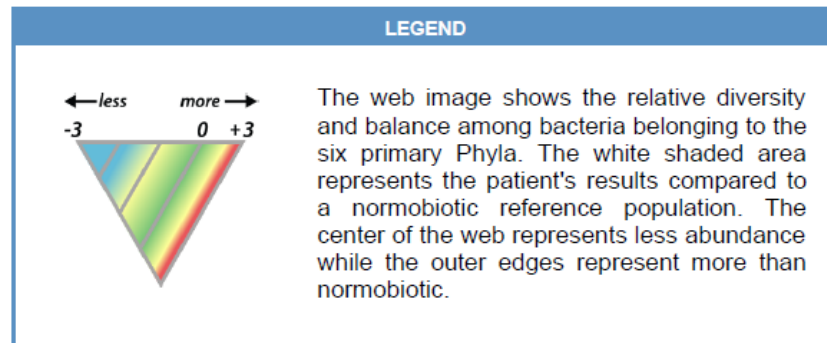 LEGEND
←less more→
-3 0 +3
The web image shows the relative diversity
and balance among bacteria belonging to the
six primary Phyla. The white shaded area
represents the patient's results compared to
a normobiotic reference population. The
center of the web represents less abundance
while the outer edges represent more than
normobiotic.